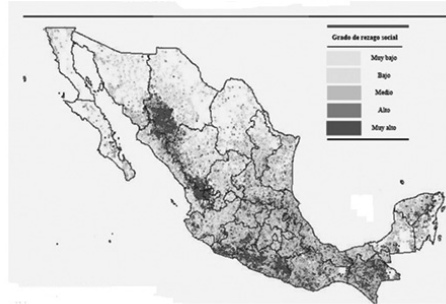 Grado de rezago social
Muy bajo
Bajo
Medio
Alto
Muy alto